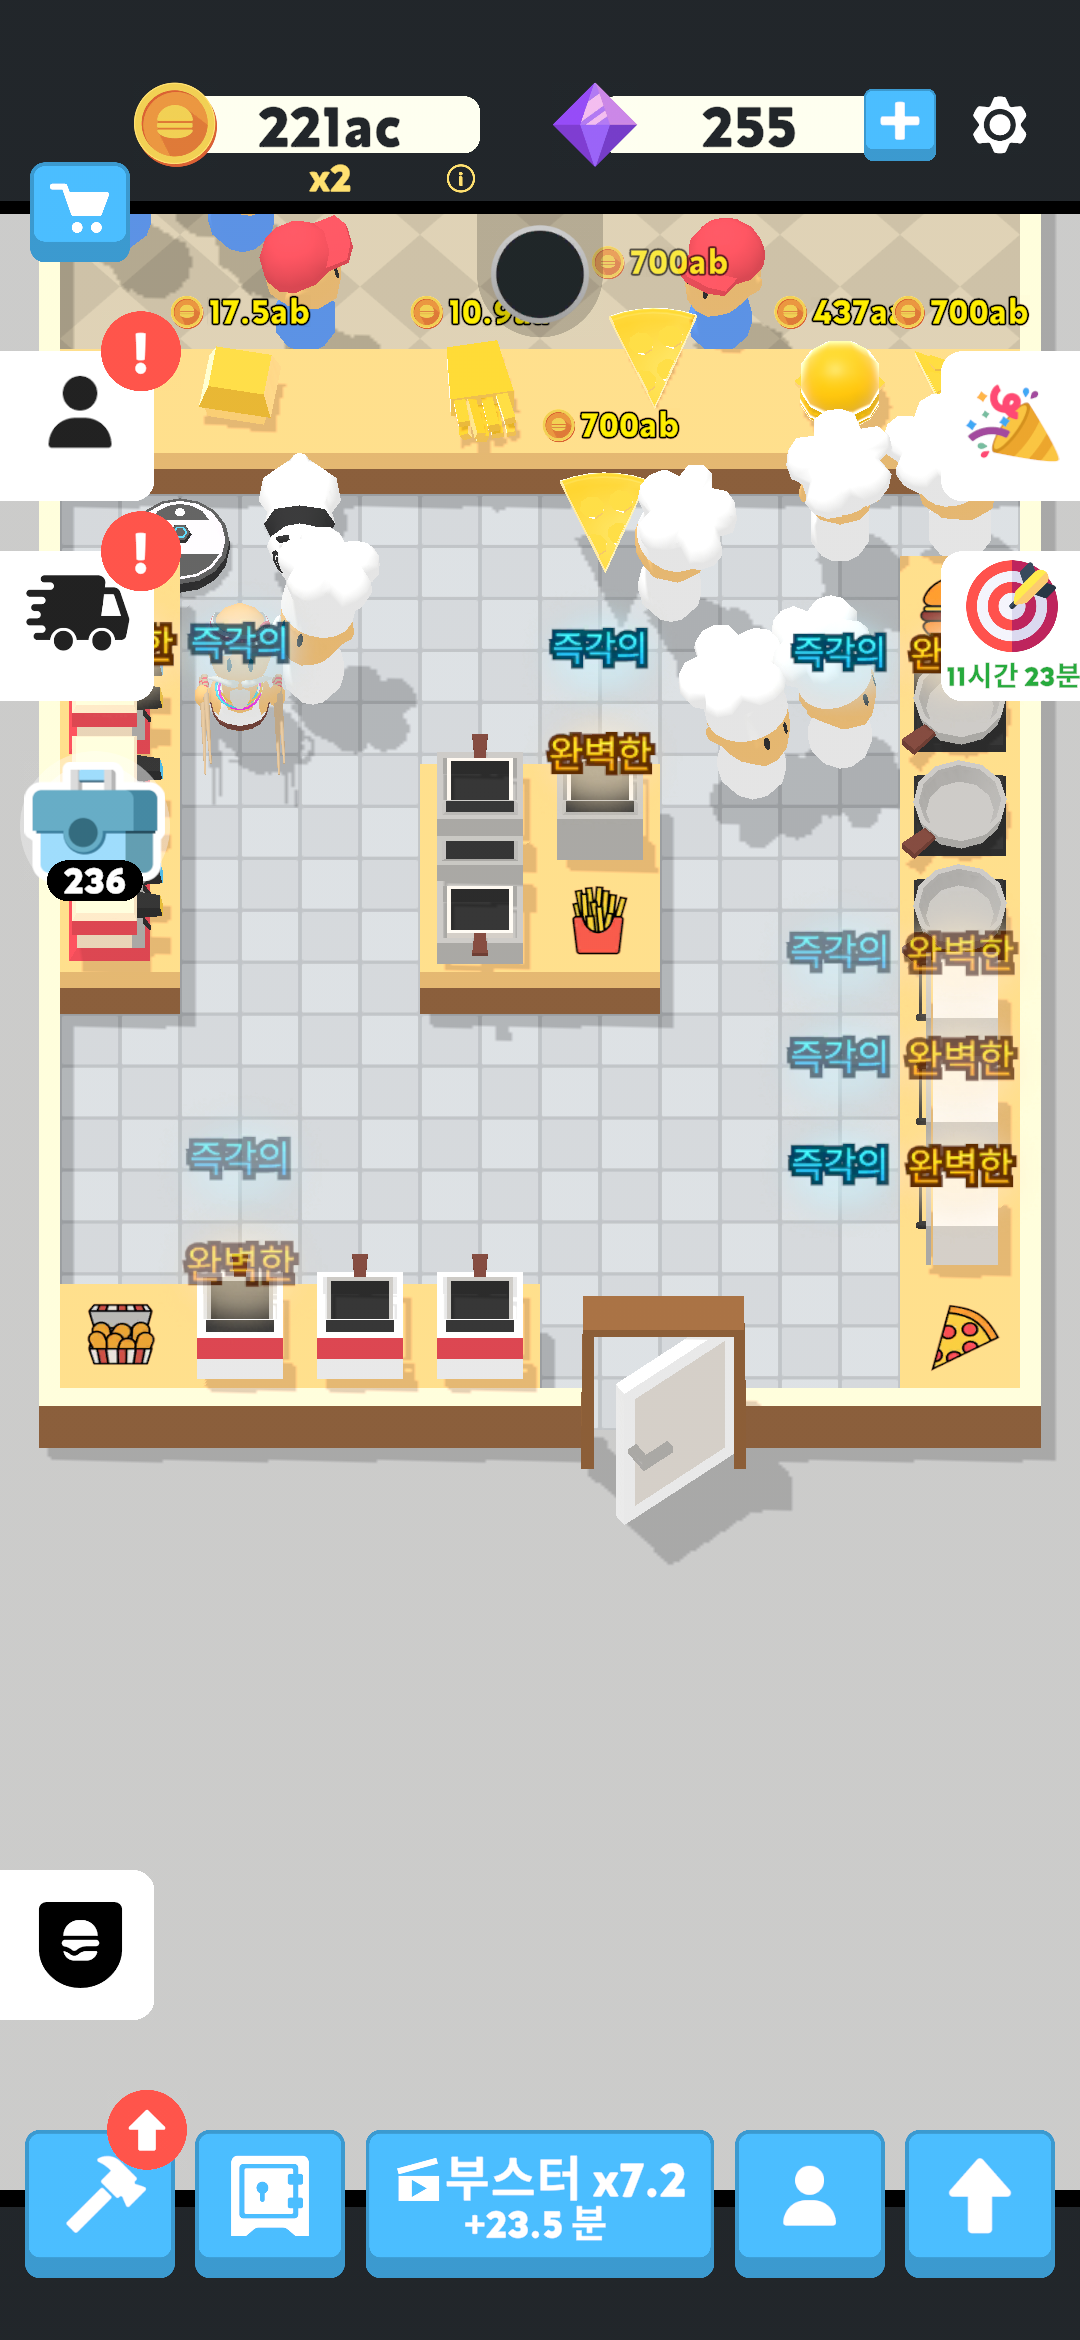 221ac
255
x2
700ab
17.5ab
10.9
437a
700ab
700ab
즉각의
즉각의
즉각의
11시간 23분
완벽한
236
즉각의
완벽한
즉각의
완벽한
즉각의
즉각의
완벽한
완벽한
부스터 x7.2
+23.5 분